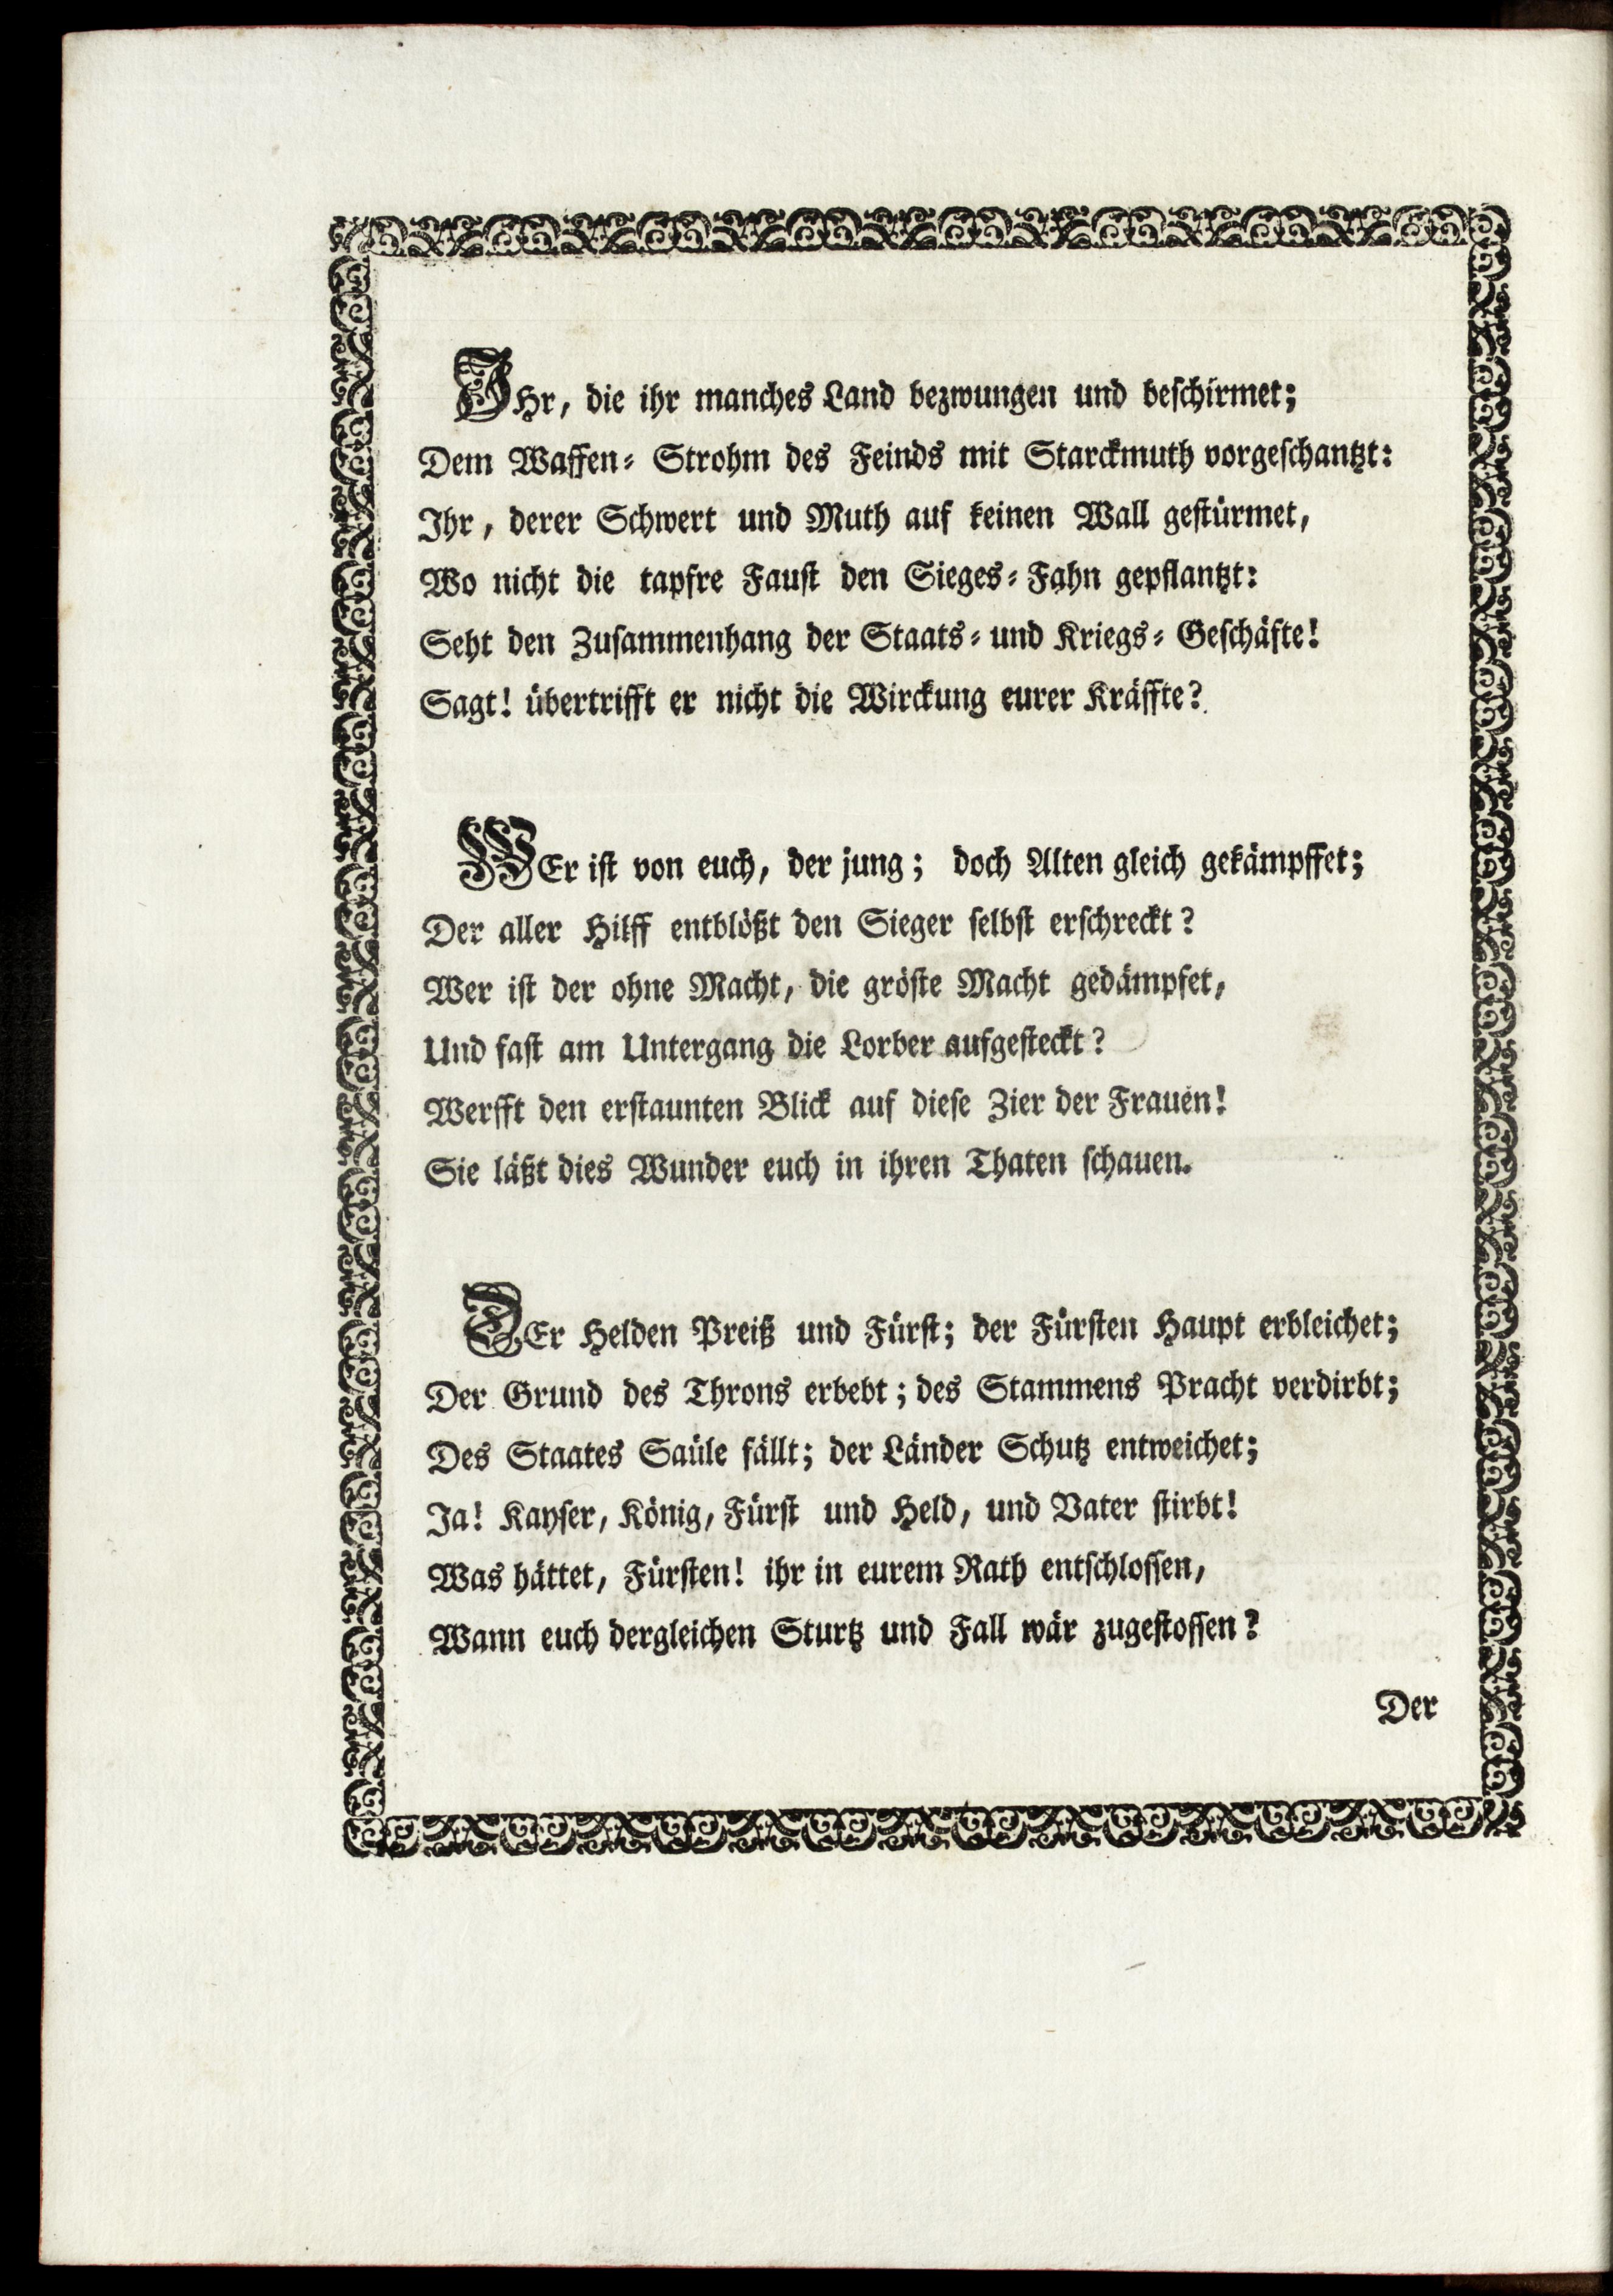 IHr, die ihr manches Land bezwungen und beschirmet;
Dem Waffen- Strohm des Feinds mit Starckmuth vorgeschantzt:
Ihr, derer Schwert und Muth auf keinen Wall gestürmet,
Wo nicht die tapfre Faust den Sieges-Fahn gepflantzt:
Seht den Zusammenhang der Staats- und Kriegs- Geschäfte!
Sagt! übertrifft er nicht die Wirckung eurer Kräffte?
WEr ist von euch, der jung; doch Alten gleich gekämpffet;
Der aller Hilff entblößt den Sieger selbst erschreckt?
Wer ist der ohne Macht, die gröste Macht gedämpfet,
Und fast am Untergang die Lorber aufgesteckt?
Werfft den erstaunten Blick auf diese Zier der Frauen!
Sie läßt dies Wunder euch in ihren Thaten schauen.
DEr Helden Preiß und Fürst; der Fürsten Haupt erbleichet;
Der Grund des Throns erbebt; des Stammens Pracht verdirbt;
Des Staates Saüle fällt; der Länder Schutz entweichet;
Ja! Kayser, König, Fürst und Held, und Vater stirbt!
Was hättet, Fürsten! ihr in eurem Rath entschlossen,
Wann euch dergleichen Sturtz und Fall wär zugestossen?
Der